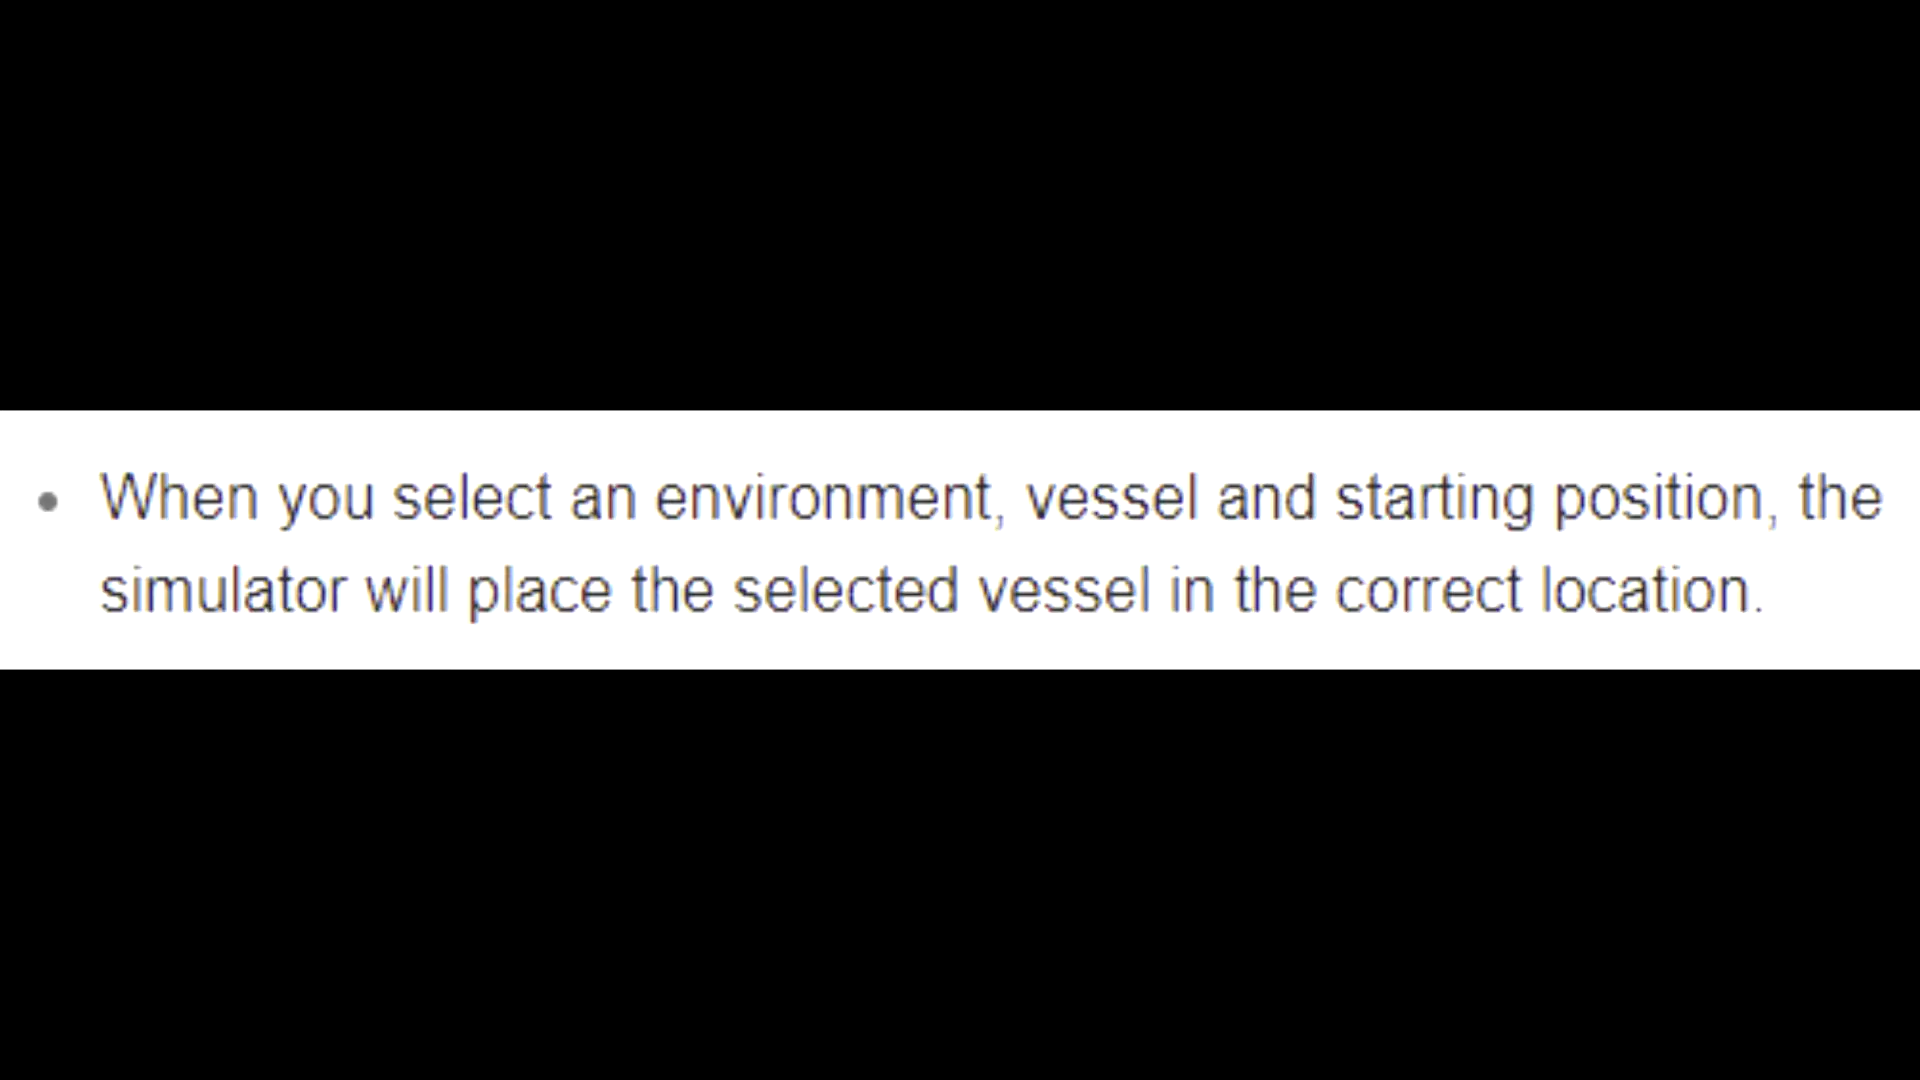 • When you select an environment, vessel and starting position, the
simulator will place the selected vessel in the correct location.